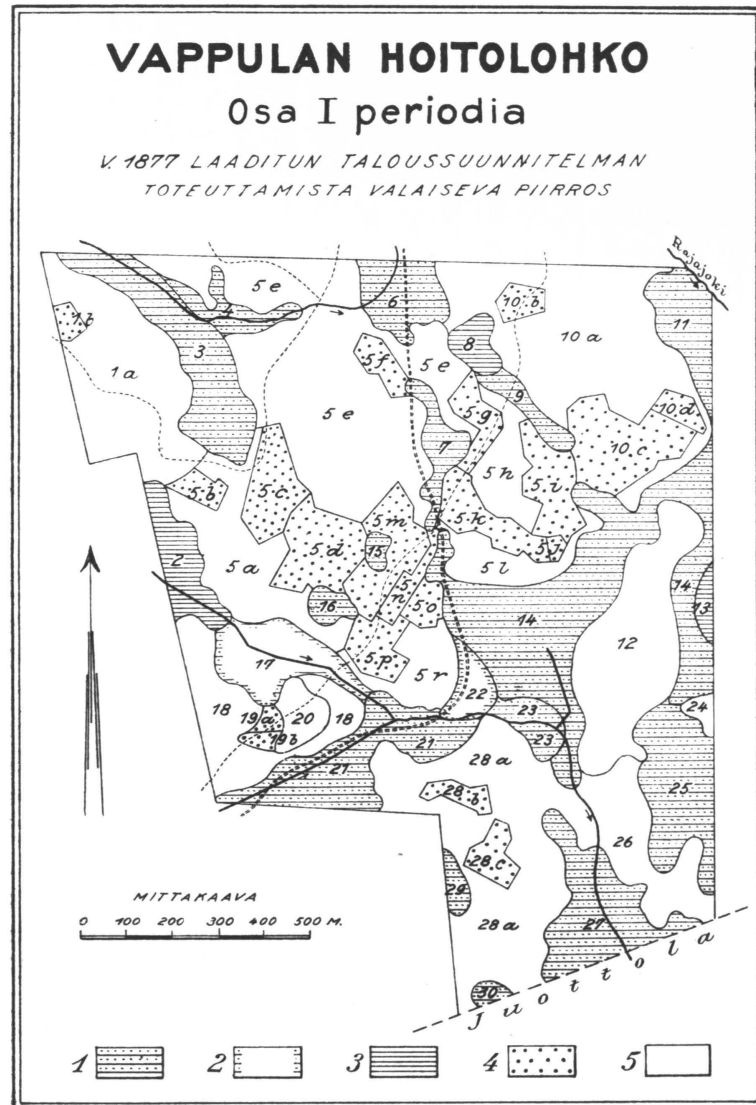 VAPPULAN HOITOLOHKO
Osa I periodia
V. 1877 LAADITUN TALOUSSUUNNITELMAN
TOTEUTTAMISTA VALAISEVA PIIRROS
Rajajoki
5 e
4
6
10 b
11
1 b
3
8
10 a
1 a
5 f
5 e
9
5 e
5 g
10 d
7
10 c
5 h
5 i
5 b
5 c
5 k
5 m
5 d
15
5 j
2
5 a
5 l
14
5 n
13
16
5 o
14
12
17
5 p
5 r
22
18
19 a
20
18
23
24
19 b
21
23
21
28 a
25
28 b
26
28 c
29
MITTAKAAVA
0 100 200 300 400 500 M.
28 a
27
30
Juottola
1 2 3 4 5